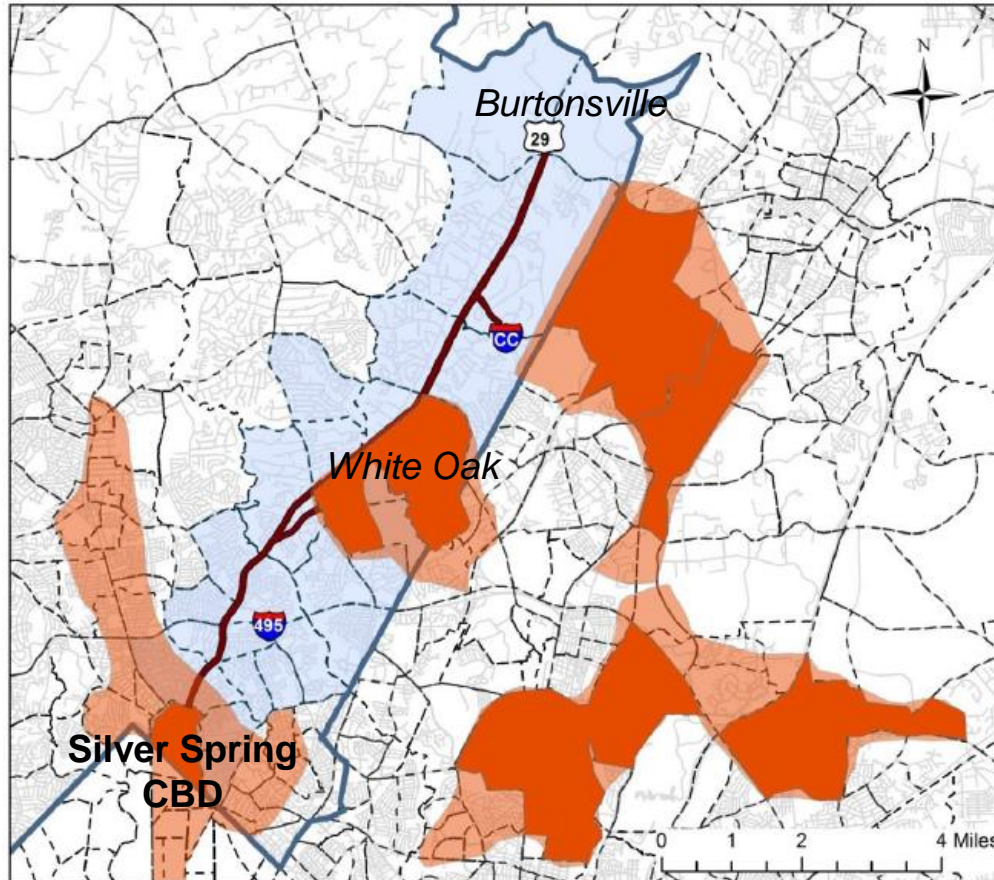 N
Burtonsville
29
CC
White Oak
495
Silver Spring
CBD
0 1 2 4 Miles